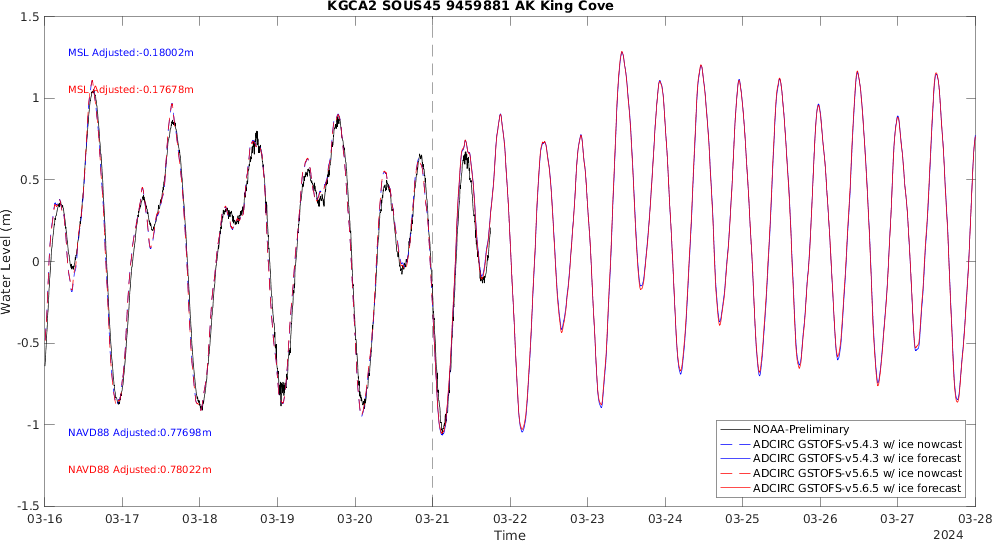 KGCA2 SOUS45 9459881 AK King Cove
1.5
1
0.5
0
-0.5
-1
-1.5
Water Level (m)
MSL Adjusted:-0.18002m
MSL Adjusted:-0.17678m
NAVD88 Adjusted:0.77698m
NAVD88 Adjusted:0.78022m
NOAA-Preliminary
ADCIRC GSTOFS-v5.4.3 w/ ice nowcast
ADCIRC GSTOFS-v5.4.3 w/ ice forecast
ADCIRC GSTOFS-v5.6.5 w/ ice nowcast
ADCIRC GSTOFS-v5.6.5 w/ ice forecast
03-16 03-17 03-18 03-19 03-20 03-21 03-22 03-23 03-24 03-25 03-26 03-27 03-28
Time
2024